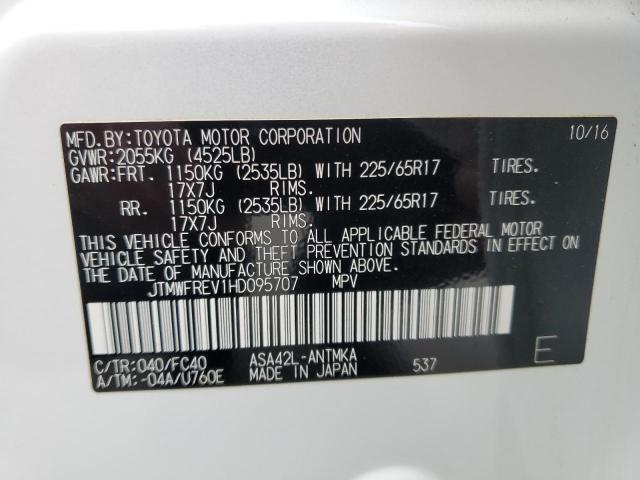 MFD.BY:TOYOTA MOTOR CORPORATION 10/16
GVWR:2055KG (4525LB)
GAWR:FRT. 1150KG (2535LB) WITH 225/65R17 TIRES.
17X7J RIMS.
RR. 1150KG (2535LB) WITH 225/65R17 TIRES.
17X7J RIMS.
THIS VEHICLE CONFORMS TO ALL APPLICABLE FEDERAL MOTOR
VEHICLE SAFETY AND THEFT PREVENTION STANDARDS IN EFFECT ON
THE DATE OF MANUFACTURE SHOWN ABOVE.
JTMWFREV1HD095707 MPV
C/TR:040/FC40 ASA42L-ANTMKA E
A/TM:-04A/U760E MADE IN JAPAN 537